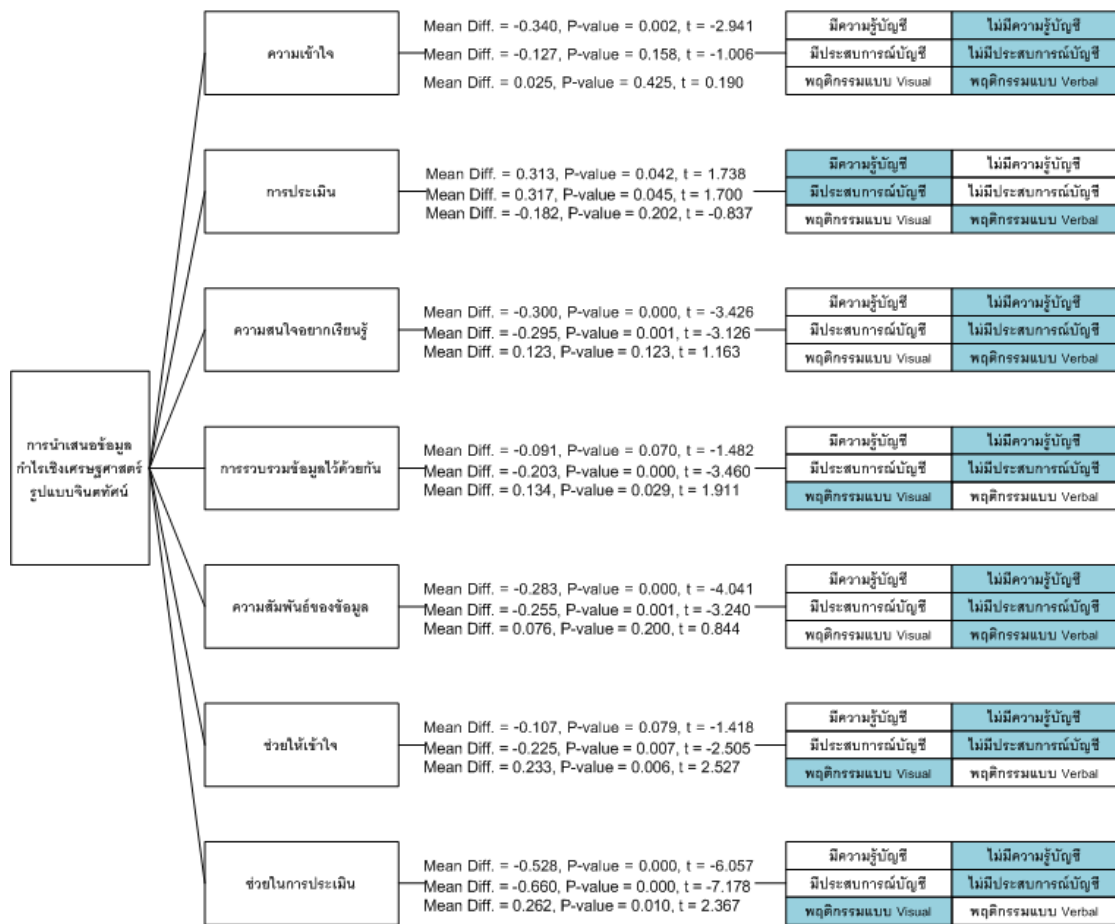 ความเข้าใจ
Mean Diff. = -0.340, P-value = 0.002, t = -2.941
Mean Diff. = -0.127, P-value = 0.158, t = -1.006
Mean Diff. = 0.025, P-value = 0.425, t = 0.190
มีความรู้บัญชี ไม่มีความรู้บัญชี
มีประสบการณ์บัญชี ไม่มีประสบการณ์บัญชี
พฤติกรรมแบบ Visual พฤติกรรมแบบ Verbal
การประเมิน
Mean Diff. = 0.313, P-value = 0.042, t = 1.738
Mean Diff. = 0.317, P-value = 0.045, t = 1.700
Mean Diff. = -0.182, P-value = 0.202, t = -0.837
มีความรู้บัญชี ไม่มีความรู้บัญชี
มีประสบการณ์บัญชี ไม่มีประสบการณ์บัญชี
พฤติกรรมแบบ Visual พฤติกรรมแบบ Verbal
ความสนใจอยากเรียนรู้
Mean Diff. = -0.300, P-value = 0.000, t = -3.426
Mean Diff. = -0.295, P-value = 0.001, t = -3.126
Mean Diff. = 0.123, P-value = 0.123, t = 1.163
มีความรู้บัญชี ไม่มีความรู้บัญชี
มีประสบการณ์บัญชี ไม่มีประสบการณ์บัญชี
พฤติกรรมแบบ Visual พฤติกรรมแบบ Verbal
การนำเสนอข้อมูล
กำไรเชิงเศรษฐศาสตร์
รูปแบบจินตทัศน์
การรวบรวมข้อมูลไว้ด้วยกัน
Mean Diff. = -0.091, P-value = 0.070, t = -1.482
Mean Diff. = -0.203, P-value = 0.000, t = -3.460
Mean Diff. = 0.134, P-value = 0.029, t = 1.911
มีความรู้บัญชี ไม่มีความรู้บัญชี
มีประสบการณ์บัญชี ไม่มีประสบการณ์บัญชี
พฤติกรรมแบบ Visual พฤติกรรมแบบ Verbal
ความสัมพันธ์ของข้อมูล
Mean Diff. = -0.283, P-value = 0.000, t = -4.041
Mean Diff. = -0.255, P-value = 0.001, t = -3.240
Mean Diff. = 0.076, P-value = 0.200, t = 0.844
มีความรู้บัญชี ไม่มีความรู้บัญชี
มีประสบการณ์บัญชี ไม่มีประสบการณ์บัญชี
พฤติกรรมแบบ Visual พฤติกรรมแบบ Verbal
ช่วยให้เข้าใจ
Mean Diff. = -0.107, P-value = 0.079, t = -1.418
Mean Diff. = -0.225, P-value = 0.007, t = -2.505
Mean Diff. = 0.233, P-value = 0.006, t = 2.527
มีความรู้บัญชี ไม่มีความรู้บัญชี
มีประสบการณ์บัญชี ไม่มีประสบการณ์บัญชี
พฤติกรรมแบบ Visual พฤติกรรมแบบ Verbal
ช่วยในการประเมิน
Mean Diff. = -0.528, P-value = 0.000, t = -6.057
Mean Diff. = -0.660, P-value = 0.000, t = -7.178
Mean Diff. = 0.262, P-value = 0.010, t = 2.367
มีความรู้บัญชี ไม่มีความรู้บัญชี
มีประสบการณ์บัญชี ไม่มีประสบการณ์บัญชี
พฤติกรรมแบบ Visual พฤติกรรมแบบ Verbal